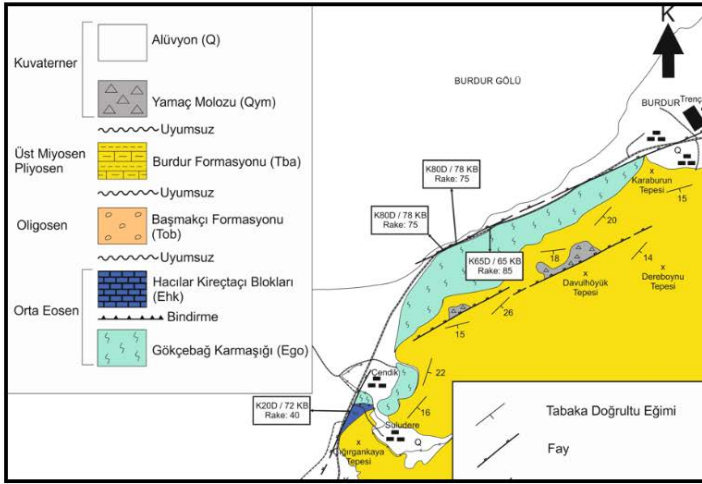 Kuvaterner
Alüvyon (Q)
Yamaç Molozu (Qym)
Uyumsuz
Üst Miyosen
Pliyosen
Burdur Formasyonu (Tba)
Uyumsuz
Oligosen
Başmakçı Formasyonu
(Tob)
Uyumsuz
Orta Eosen
Hacılar Kireçtaçı Blokları
(Ehk)
Bindirme
Gökçebağ Karmaşığı (Ego)
K
BURDUR GÖLÜ
BURDUR
Trenç
Q
K80D / 78 KB
Rake: 75
K80D / 78 KB
Rake: 75
K65D / 65 KB
Rake: 85
K20D / 72 KB
Rake: 40
x
Karaburun
Tepesi
15
20
18
14
x
Davulhöyük
Tepesi
x
Dereboynu
Tepesi
26
15
22
16
Çendik
Suludere
Q
x
Çığırgankaya
Tepesi
Tabaka Doğrultu Eğimi
Fay